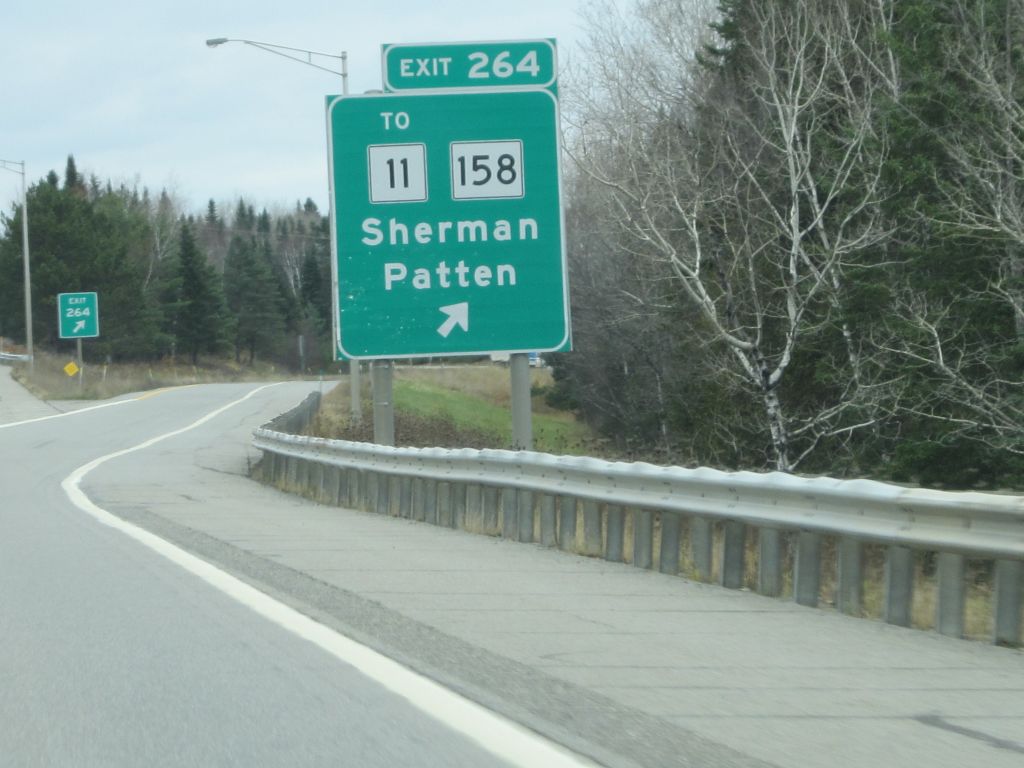 EXIT 264
TO
11 158
Sherman
Patten
EXIT
264